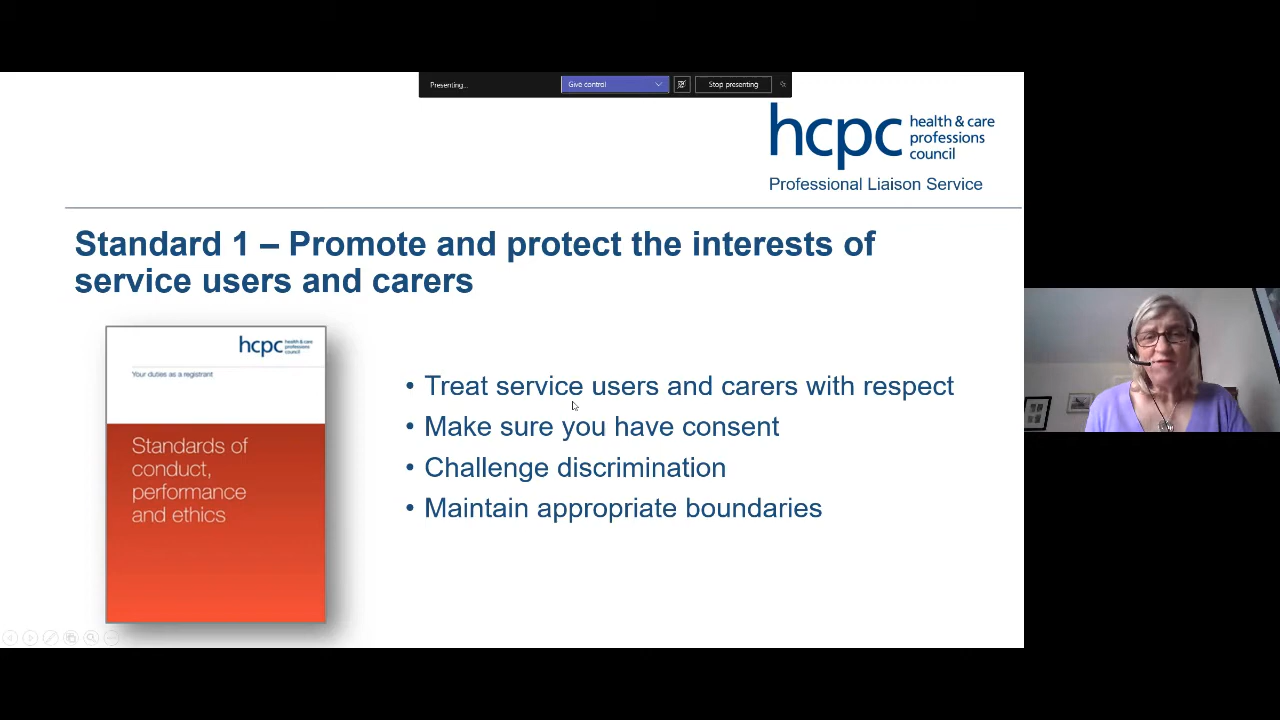 Presenting...
Give control
Stop presenting
hcpc health & care
professions
council
Professional Liaison Service
Standard 1 – Promote and protect the interests of
service users and carers
hcpc health & care
professions
council
Your duties as a registrant
Standards of
conduct,
performance
and ethics
• Treat service users and carers with respect
• Make sure you have consent
• Challenge discrimination
• Maintain appropriate boundaries